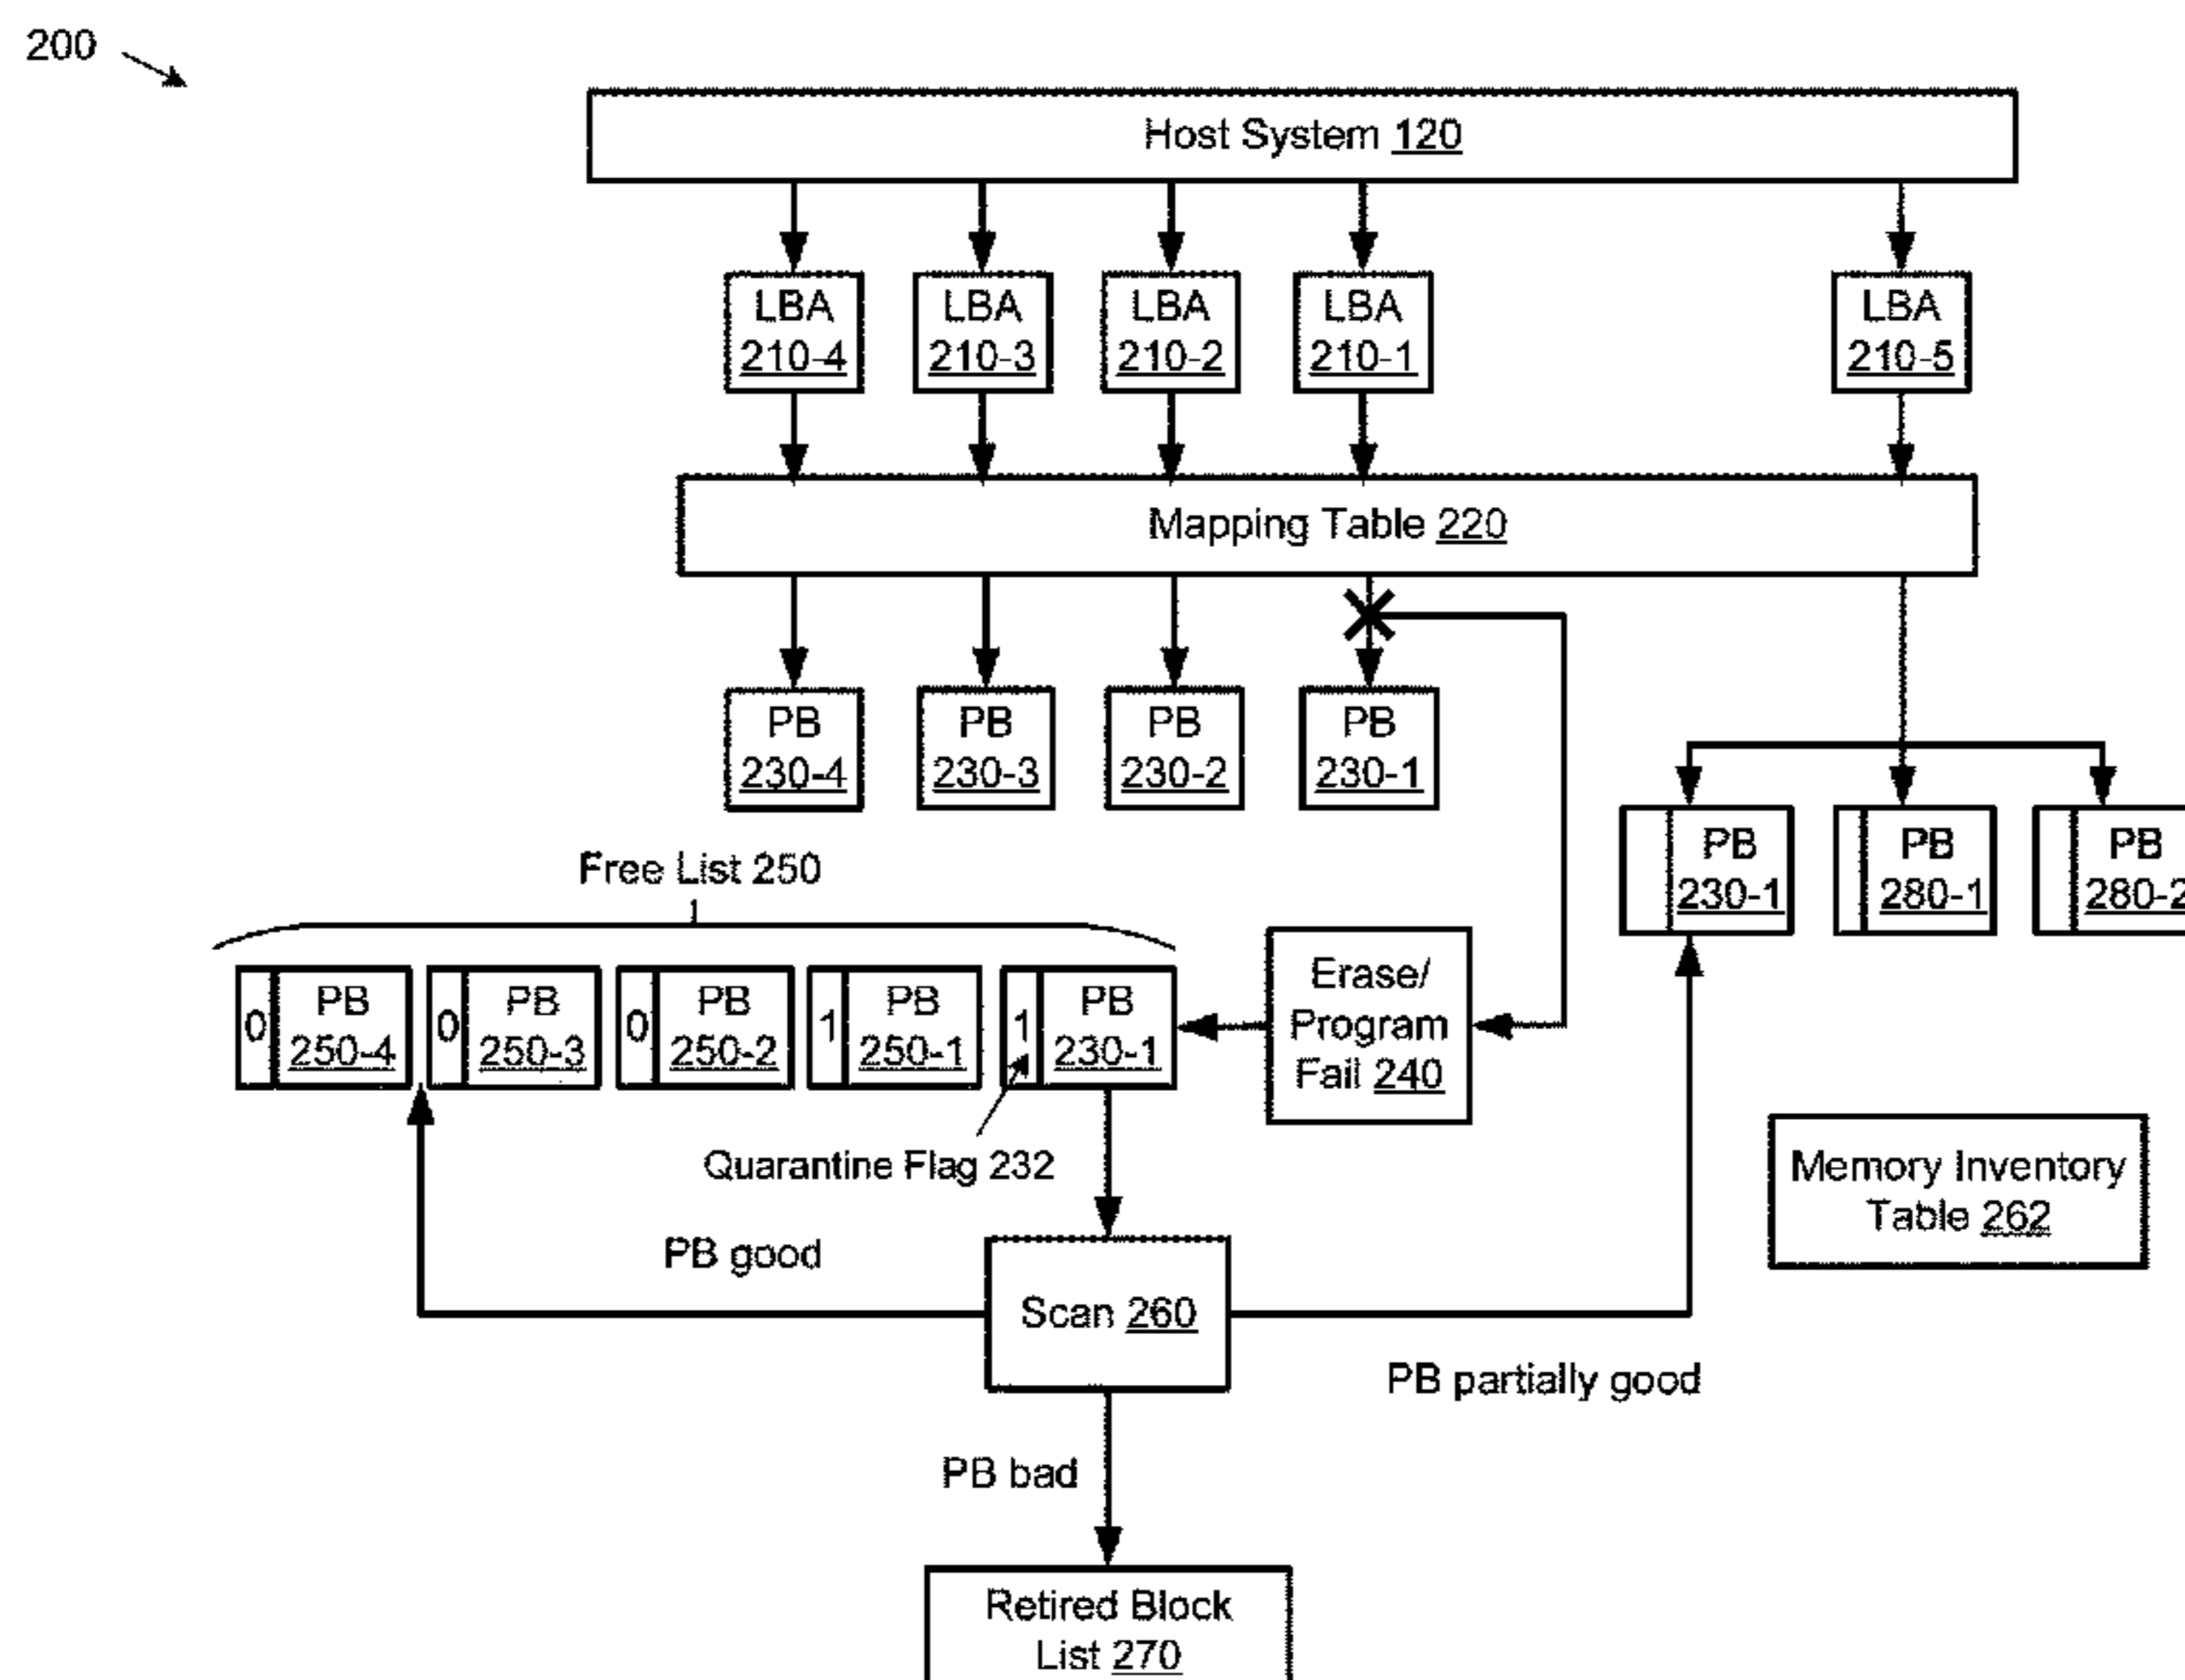 200
Host System 120
LBA
210-4
LBA
210-3
LBA
210-2
LBA
210-1
LBA
210-5
Mapping Table 220
PB
230-4
PB
230-3
PB
230-2
PB
230-1
PB
230-1
PB
280-1
PB
280-2
Free List 250
0
PB
250-4
0
PB
250-3
0
PB
250-2
1
PB
250-1
1
PB
230-1
Erase/
Program
Fail 240
Quarantine Flag 232
Memory Inventory
Table 262
PB good
Scan 260
PB partially good
PB bad
Retired Block
List 270